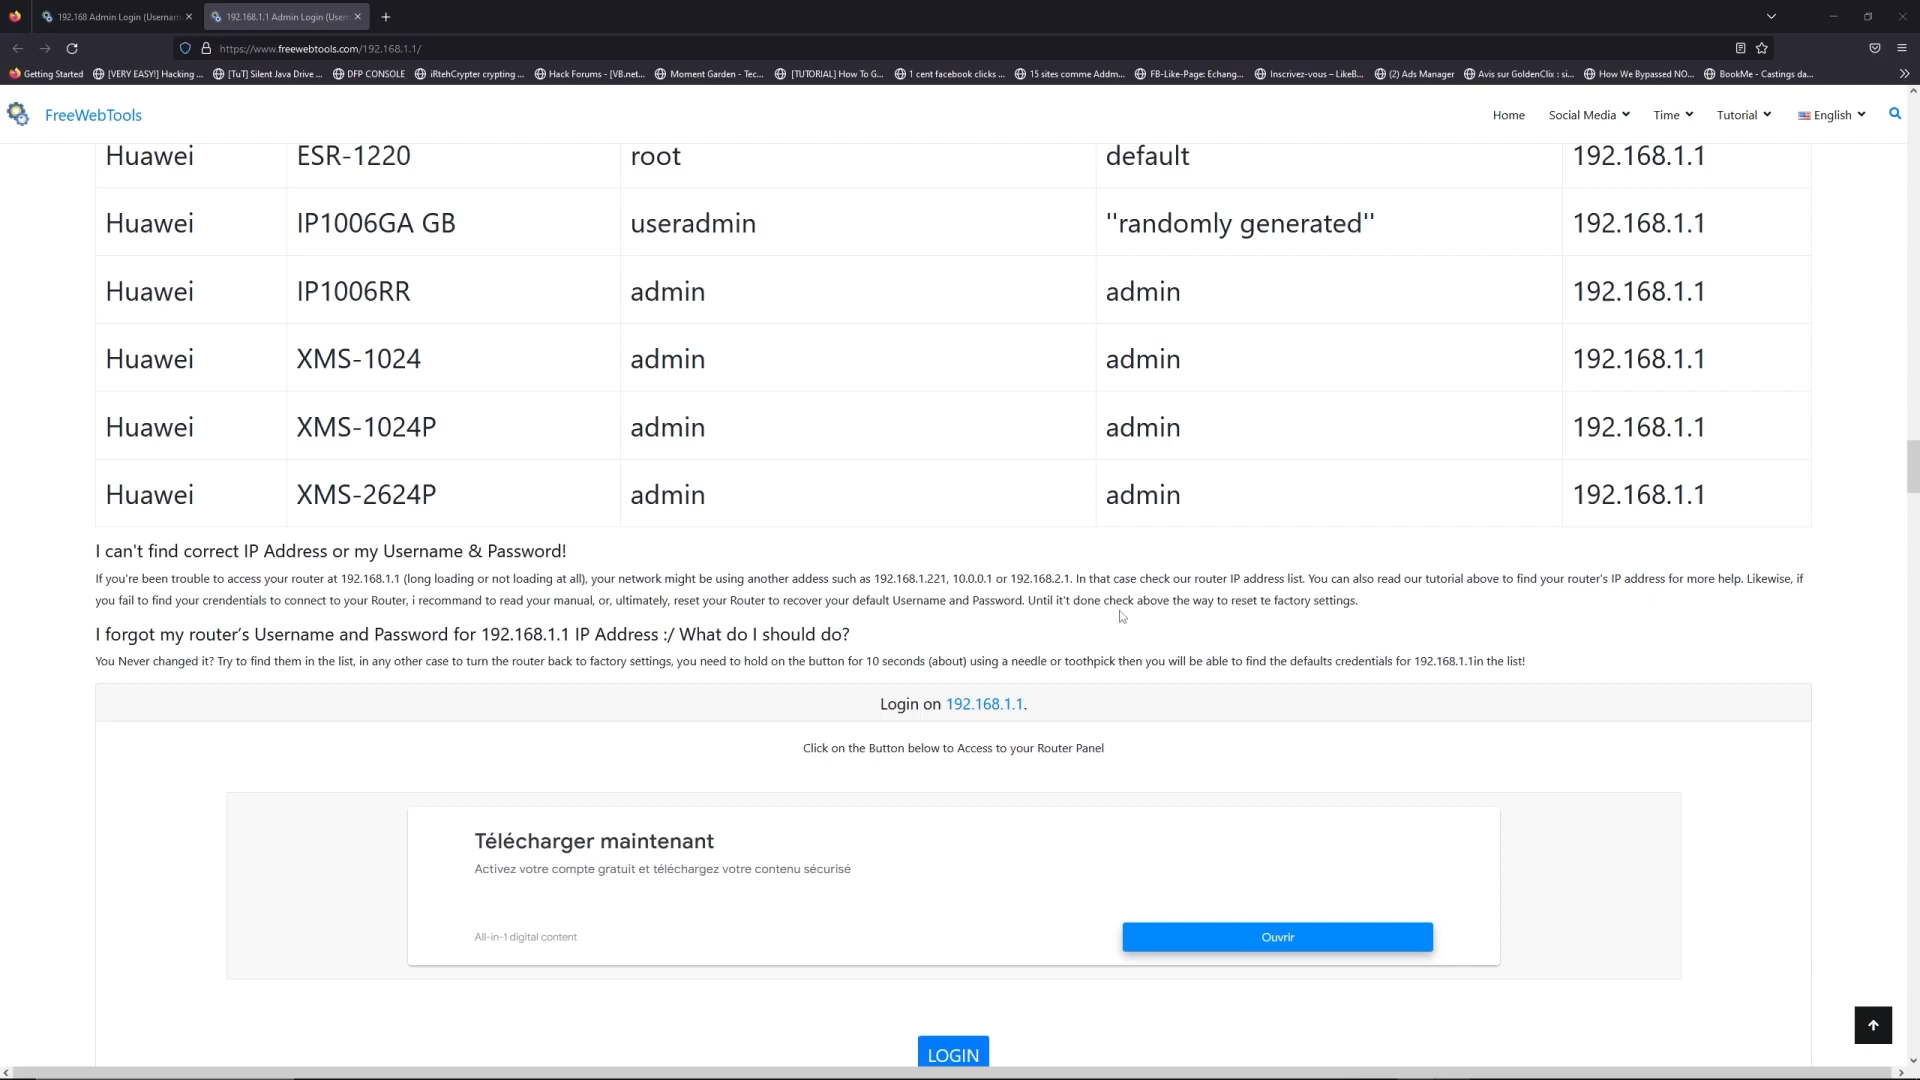 192.168 Admin Login (Usernam
192.168.1.1 Admin Login (User
https://www.freewebtools.com/192.168.1.1/
Getting Started
[VERY EASY!] Hacking ...
[TuT] Silent Java Drive ...
DFP CONSOLE
iRtehCrypter crypting ...
Hack Forums - [VB.net...
Moment Garden - Tec...
[TUTORIAL] How To G...
1 cent facebook clicks ...
15 sites comme Addm...
FB-Like-Page: Echang...
Inscrivez-vous – LikeB...
(2) Ads Manager
Avis sur GoldenClix : si...
How We Bypassed NO...
BookMe - Castings da...
FreeWebTools
Home
Social Media
Time
Tutorial
English
Huawei ESR-1220 root default 192.168.1.1
Huawei IP1006GA GB useradmin ''randomly generated'' 192.168.1.1
Huawei IP1006RR admin admin 192.168.1.1
Huawei XMS-1024 admin admin 192.168.1.1
Huawei XMS-1024P admin admin 192.168.1.1
Huawei XMS-2624P admin admin 192.168.1.1
I can't find correct IP Address or my Username & Password!
If you're been trouble to access your router at 192.168.1.1 (long loading or not loading at all), your network might be using another addess such as 192.168.1.221, 10.0.0.1 or 192.168.2.1. In that case check our router IP address list. You can also read our tutorial above to find your router's IP address for more help. Likewise, if
you fail to find your crendentials to connect to your Router, i recommand to read your manual, or, ultimately, reset your Router to recover your default Username and Password. Until it't done check above the way to reset te factory settings.
I forgot my router’s Username and Password for 192.168.1.1 IP Address :/ What do I should do?
You Never changed it? Try to find them in the list, in any other case to turn the router back to factory settings, you need to hold on the button for 10 seconds (about) using a needle or toothpick then you will be able to find the defaults credentials for 192.168.1.1in the list!
Login on 192.168.1.1.
Click on the Button below to Access to your Router Panel
Télécharger maintenant
Activez votre compte gratuit et téléchargez votre contenu sécurisé
All-in-1 digital content
Ouvrir
LOGIN